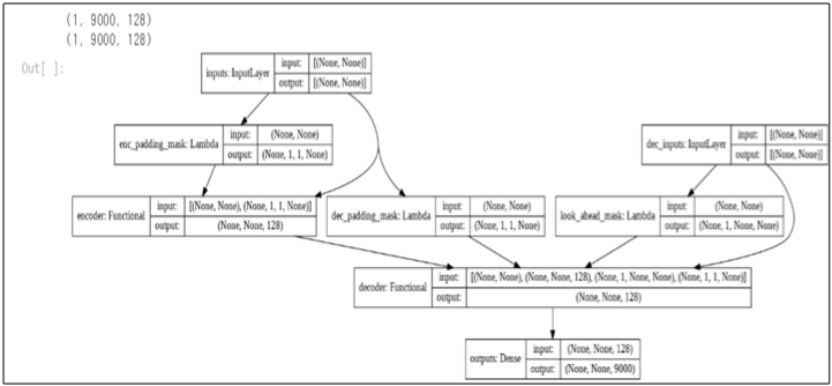 (1, 9000, 128)
(1, 9000, 128)
Out[ ]:
inputs: InputLayer input: [(None, None)]
output: [(None, None)]
enc_padding_mask: Lambda input: (None, None)
output: (None, 1, 1, None)
dec_inputs: InputLayer input: [(None, None)]
output: [(None, None)]
encoder: Functional input: [(None, None), (None, 1, 1, None)]
output: (None, None, 128)
dec_padding_mask: Lambda input: (None, None)
output: (None, 1, 1, None)
look_ahead_mask: Lambda input: (None, None)
output: (None, 1, None, None)
decoder: Functional input: [(None, None), (None, None, 128), (None, 1, None, None), (None, 1, 1, None)]
output: (None, None, 128)
outputs: Dense input: (None, None, 128)
output: (None, None, 9000)